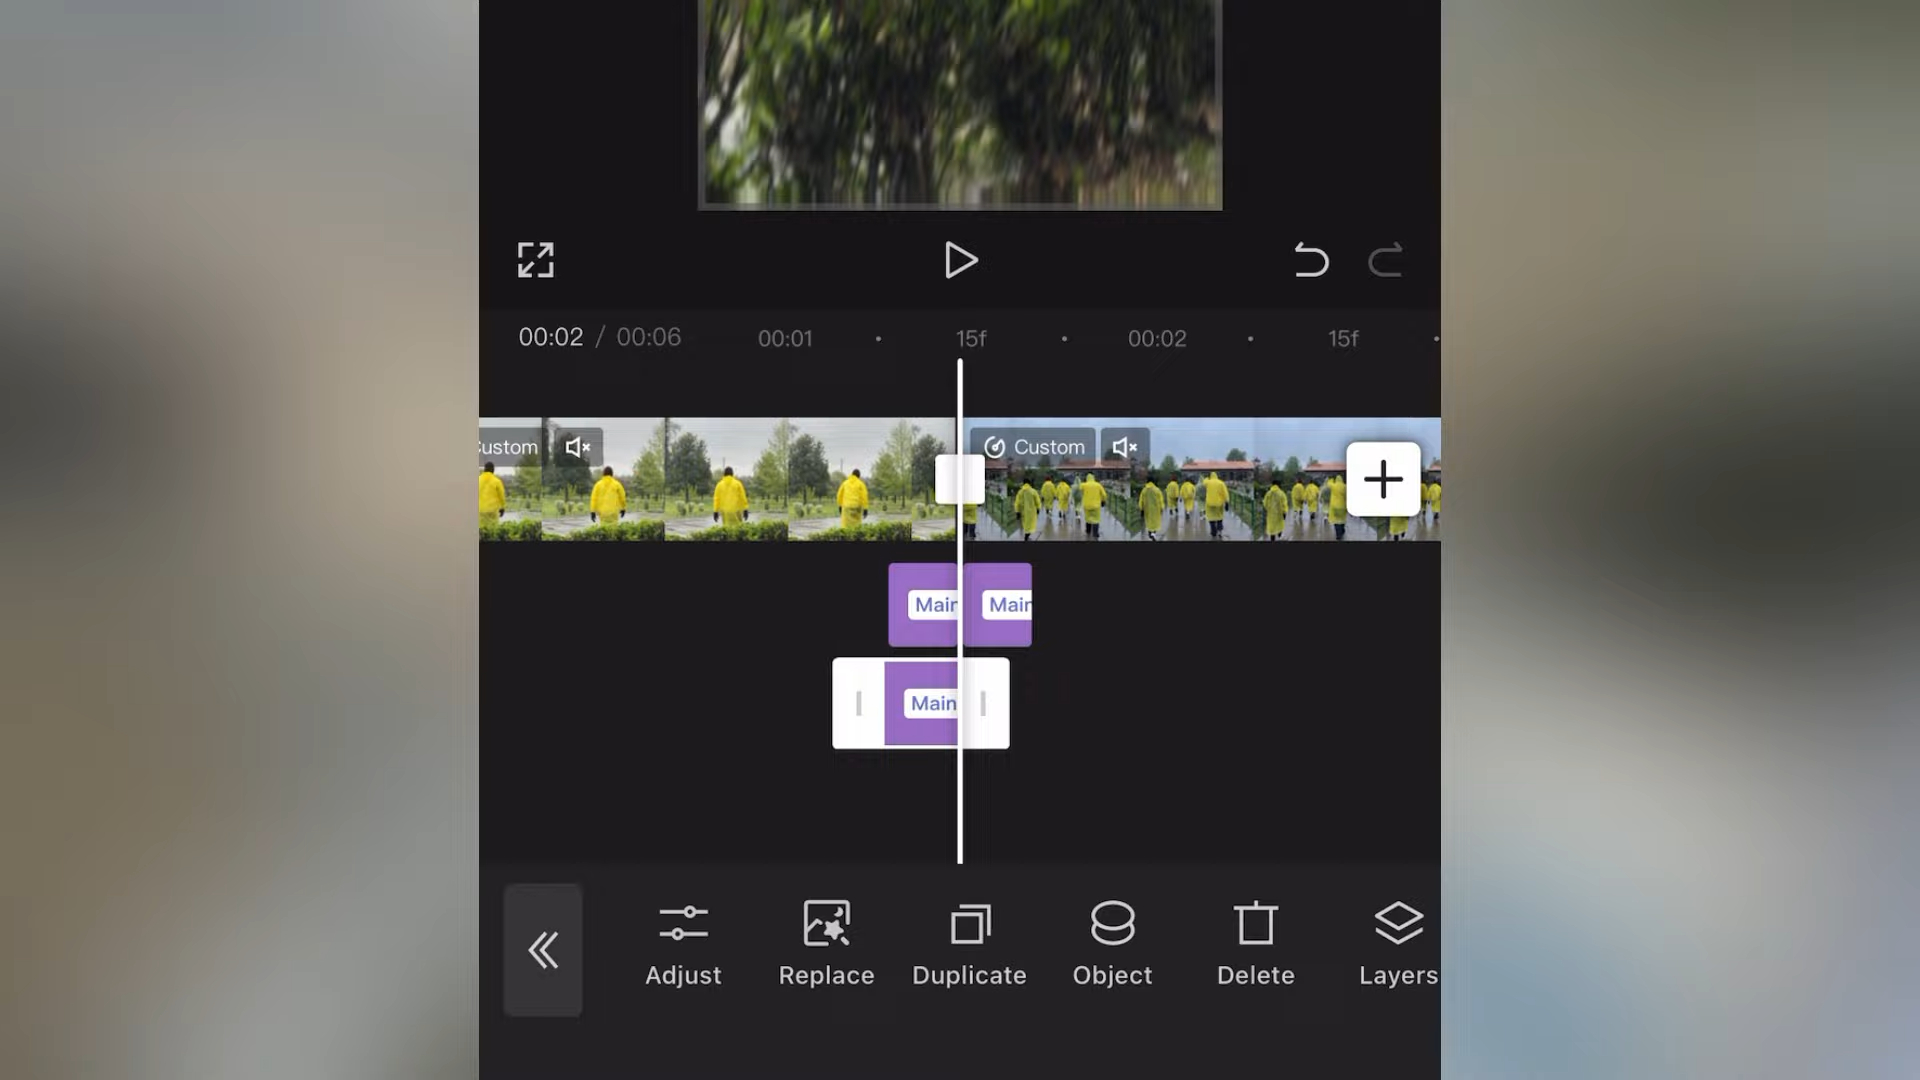 00:02 / 00:06 00:01 15f 00:02 15f
Custom Custom
Main Main
Main
Adjust Replace Duplicate Object Delete Layers